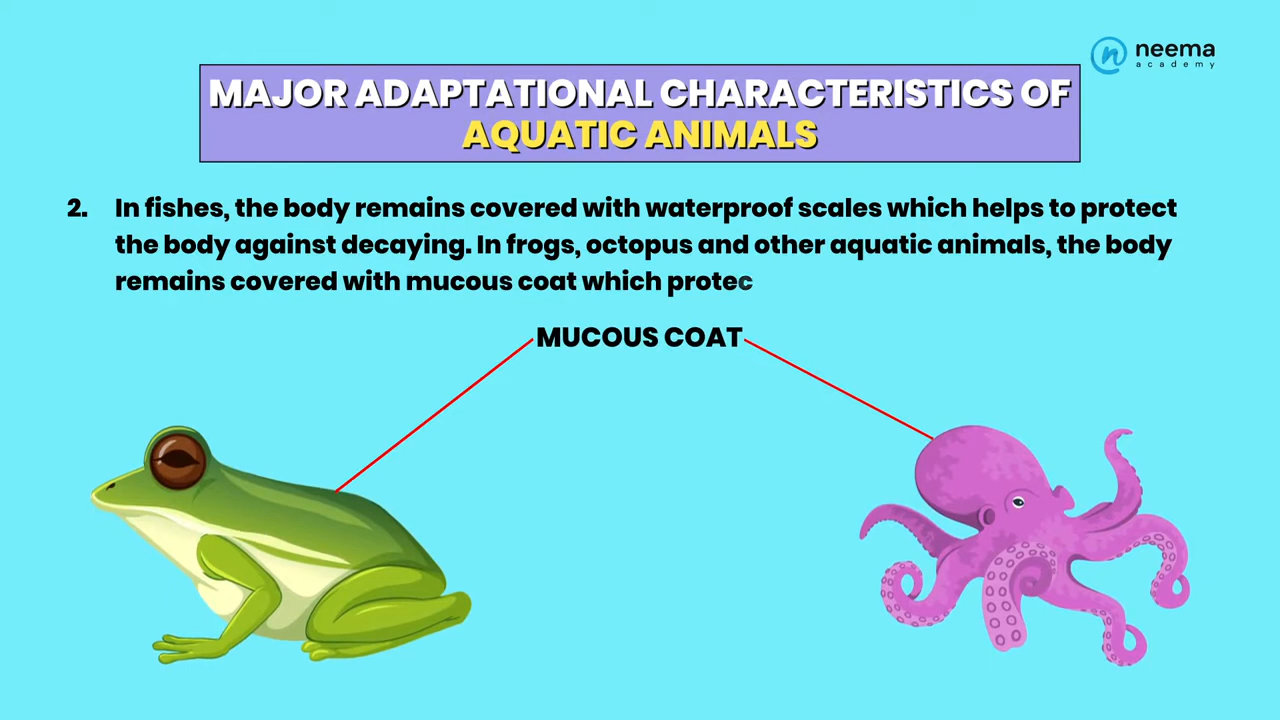 neema
academy
MAJOR ADAPTATIONAL CHARACTERISTICS OF
AQUATIC ANIMALS
2. In fishes, the body remains covered with waterproof scales which helps to protect
the body against decaying. In frogs, octopus and other aquatic animals, the body
remains covered with mucous coat which protec
MUCOUS COAT